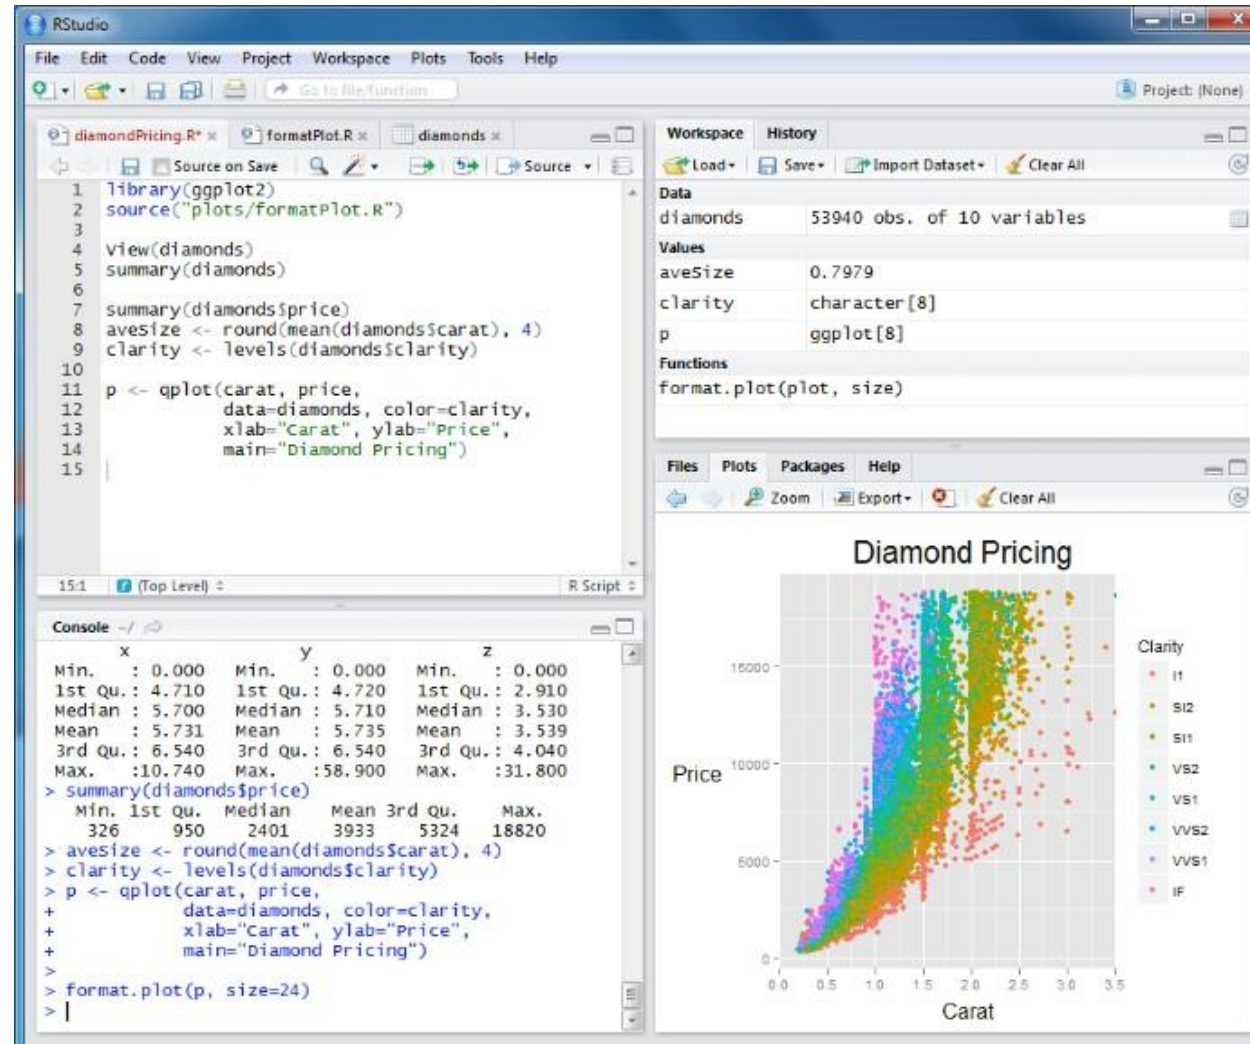 RStudio
File Edit Code View Project Workspace Plots Tools Help
Go to file/function
Project: (None)
diamondPricing.R* formatPlot.R diamonds
Source on Save Source
1 library(ggplot2)
2 source("plots/formatPlot.R")
3
4 View(diamonds)
5 summary(diamonds)
6
7 summary(diamonds$price)
8 aveSize <- round(mean(diamonds$carat), 4)
9 clarity <- levels(diamonds$clarity)
10
11 p <- qplot(carat, price,
12 data=diamonds, color=clarity,
13 xlab="Carat", ylab="Price",
14 main="Diamond Pricing")
15
15:1 (Top Level) R Script
Console ~/
x y z
Min. : 0.000 Min. : 0.000 Min. : 0.000
1st Qu.: 4.710 1st Qu.: 4.720 1st Qu.: 2.910
Median : 5.700 Median : 5.710 Median : 3.530
Mean : 5.731 Mean : 5.735 Mean : 3.539
3rd Qu.: 6.540 3rd Qu.: 6.540 3rd Qu.: 4.040
Max. :10.740 Max. :58.900 Max. :31.800
> summary(diamonds$price)
Min. 1st Qu. Median Mean 3rd Qu. Max.
326 950 2401 3933 5324 18820
> aveSize <- round(mean(diamonds$carat), 4)
> clarity <- levels(diamonds$clarity)
> p <- qplot(carat, price,
+ data=diamonds, color=clarity,
+ xlab="Carat", ylab="Price",
+ main="Diamond Pricing")
>
> format.plot(p, size=24)
>
Workspace History
Load Save Import Dataset Clear All
Data
diamonds 53940 obs. of 10 variables
Values
aveSize 0.7979
clarity character[8]
p ggplot[8]
Functions
format.plot(plot, size)
Files Plots Packages Help
Zoom Export Clear All
Diamond Pricing
Price
15000
10000
5000
0
0.0 0.5 1.0 1.5 2.0 2.5 3.0 3.5
Carat
Clarity
I1
SI2
SI1
VS2
VS1
VVS2
VVS1
IF